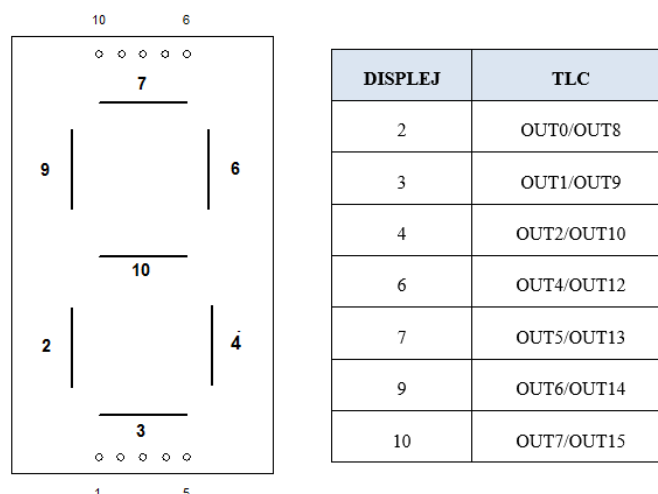 10 6
7
9 6
10
2 4
3
1 5
DISPLEJ TLC
2 OUT0/OUT8
3 OUT1/OUT9
4 OUT2/OUT10
6 OUT4/OUT12
7 OUT5/OUT13
9 OUT6/OUT14
10 OUT7/OUT15